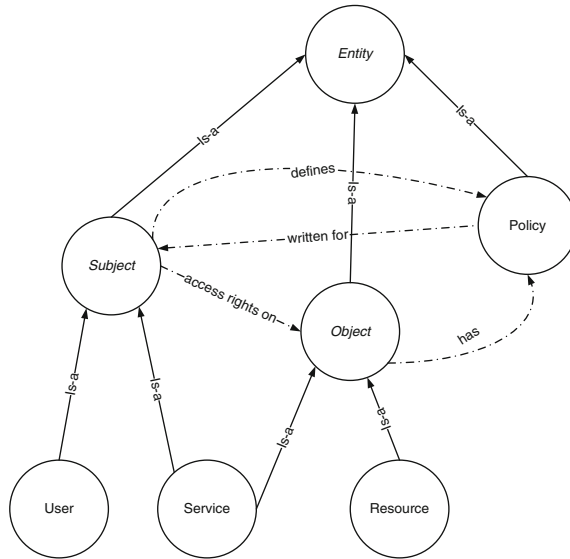 Entity
Is-a
Is-a
Is-a
defines
Policy
written for
Subject
access rights on
Object
has
Is-a
Is-a
Is-a
Is-a
User
Service
Resource